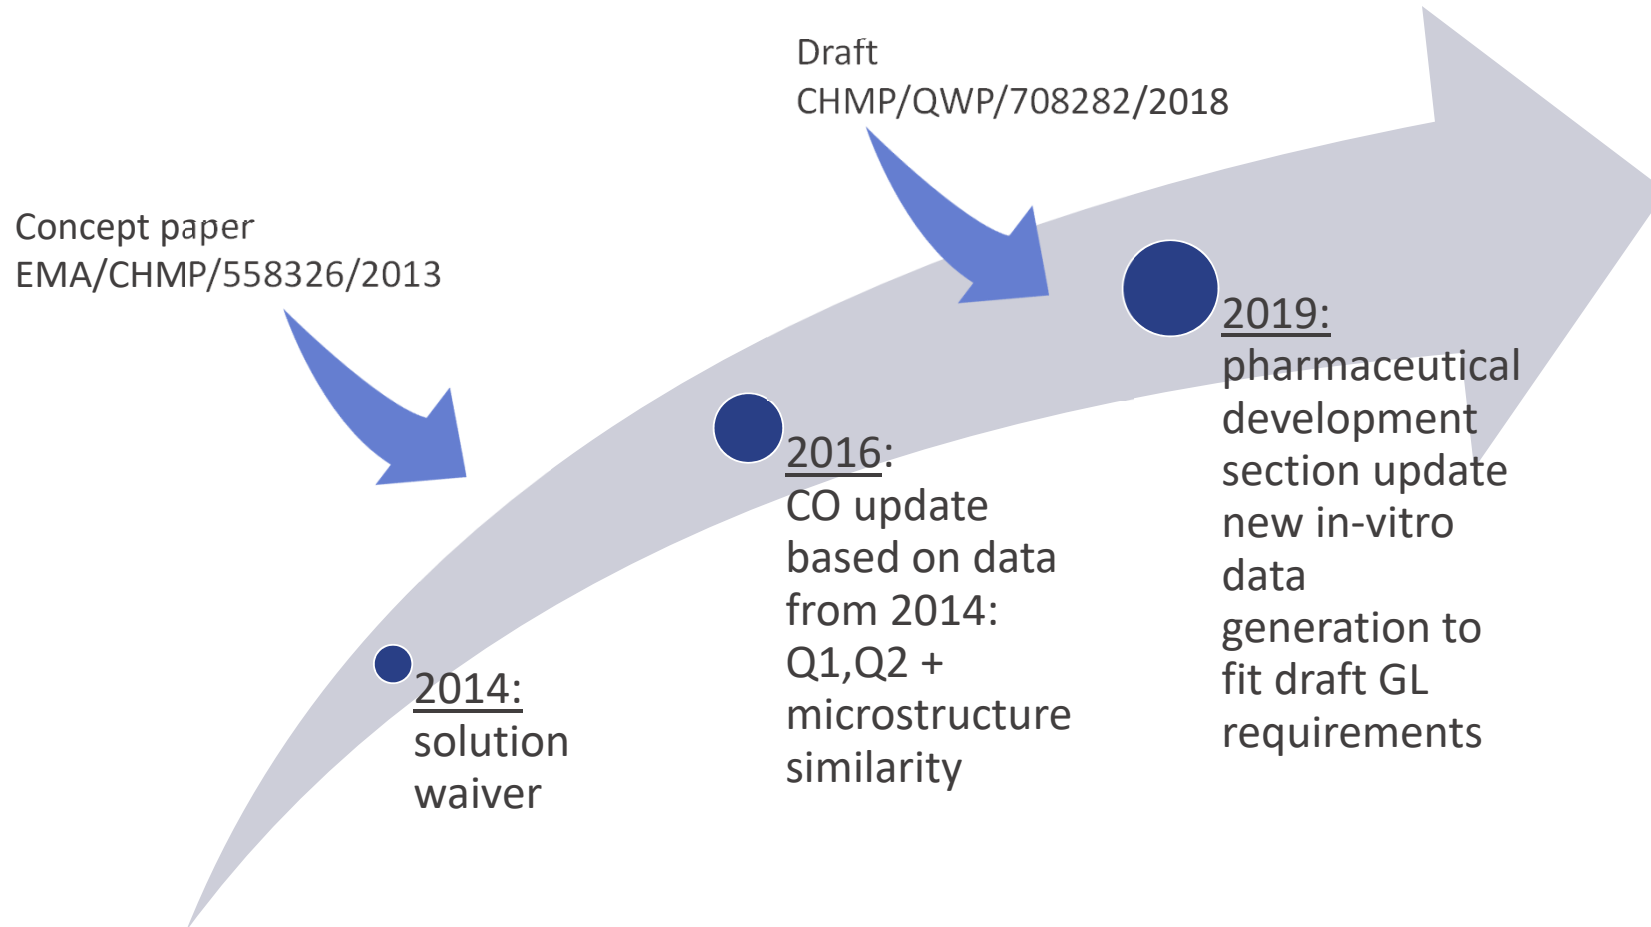 Draft
CHMP/QWP/708282/2018
Concept paper
EMA/CHMP/558326/2013
2014:
solution
waiver
2016:
CO update
based on data
from 2014:
Q1,Q2 +
microstructure
similarity
2019:
pharmaceutical
development
section update
new in-vitro
data
generation to
fit draft GL
requirements